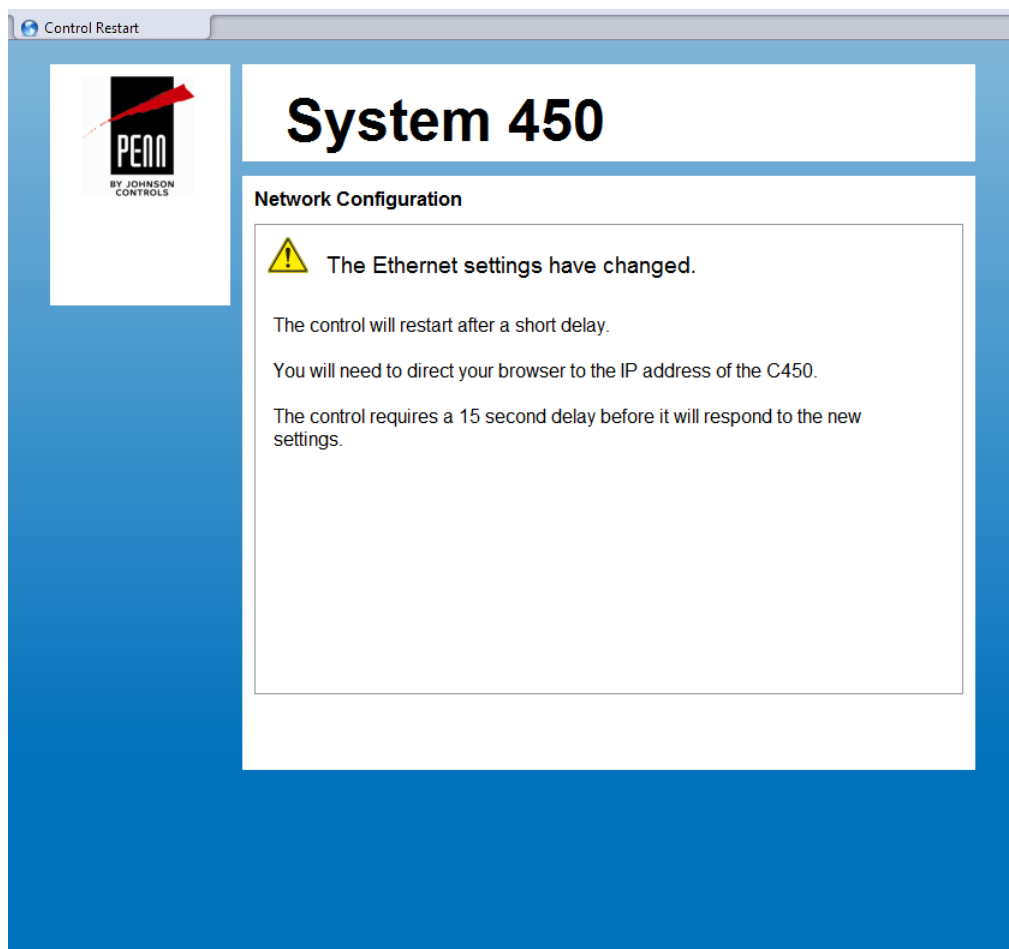 Control Restart
PENN
BY JOHNSON
CONTROLS
System 450
Network Configuration
The Ethernet settings have changed.
The control will restart after a short delay.
You will need to direct your browser to the IP address of the C450.
The control requires a 15 second delay before it will respond to the new
settings.